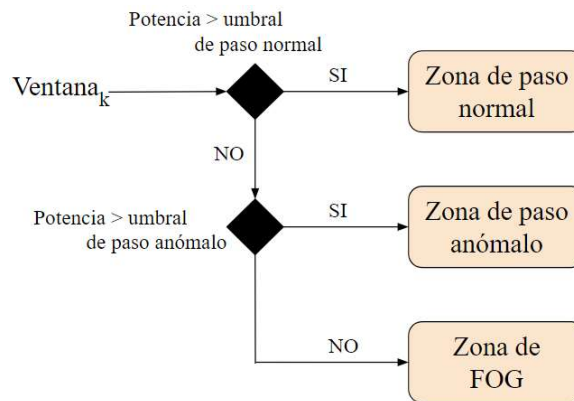 Potencia > umbral
de paso normal
Ventana_k
SI
Zona de paso
normal
NO
Potencia > umbral
de paso anómalo
SI
Zona de paso
anómalo
NO
Zona de
FOG